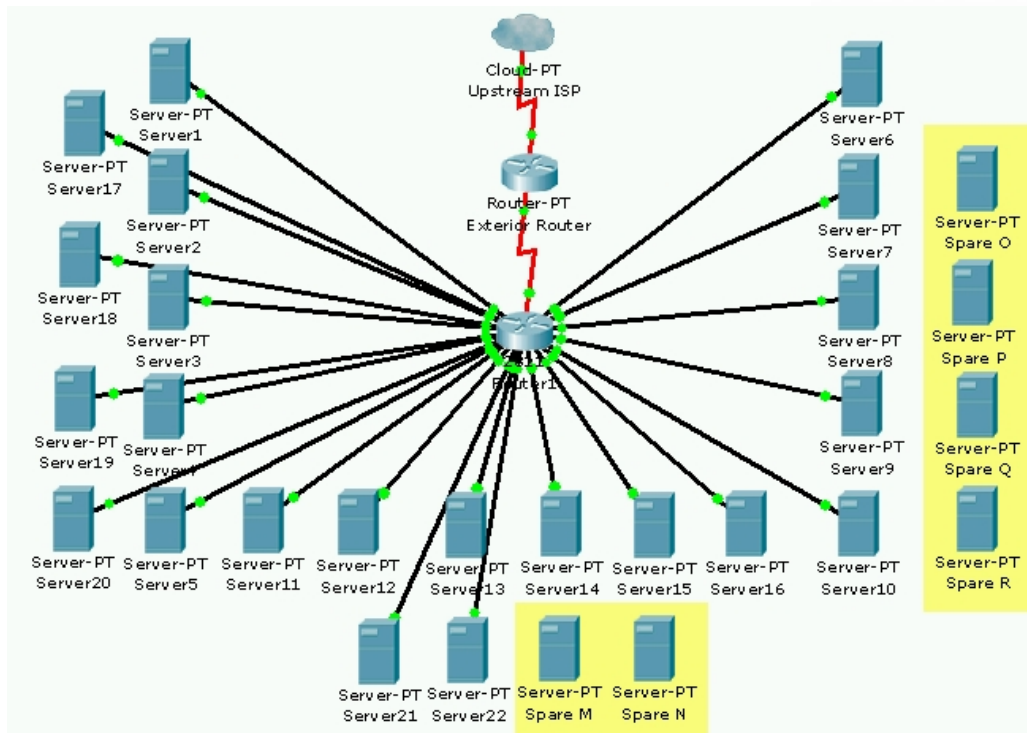 Cloud-PT
Upstream ISP
Router-PT
Exterior Router
Router1
Server-PT
Server1
Server-PT
Server17
Server-PT
Server2
Server-PT
Server18
Server-PT
Server3
Server-PT
Server19
Server-PT
Server-PT
Server20
Server-PT
Server5
Server-PT
Server11
Server-PT
Server12
Server-PT
Server13
Server-PT
Server14
Server-PT
Server15
Server-PT
Server16
Server-PT
Server10
Server-PT
Server6
Server-PT
Server7
Server-PT
Server8
Server-PT
Server9
Server-PT
Spare O
Server-PT
Spare P
Server-PT
Spare Q
Server-PT
Spare R
Server-PT
Server21
Server-PT
Server22
Server-PT
Spare M
Server-PT
Spare N